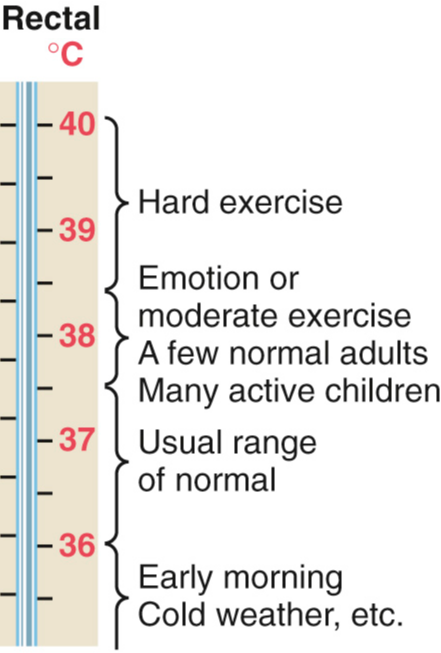 Rectal
°C
40
Hard exercise
39
Emotion or
moderate exercise
38
A few normal adults
Many active children
37
Usual range
of normal
36
Early morning
Cold weather, etc.